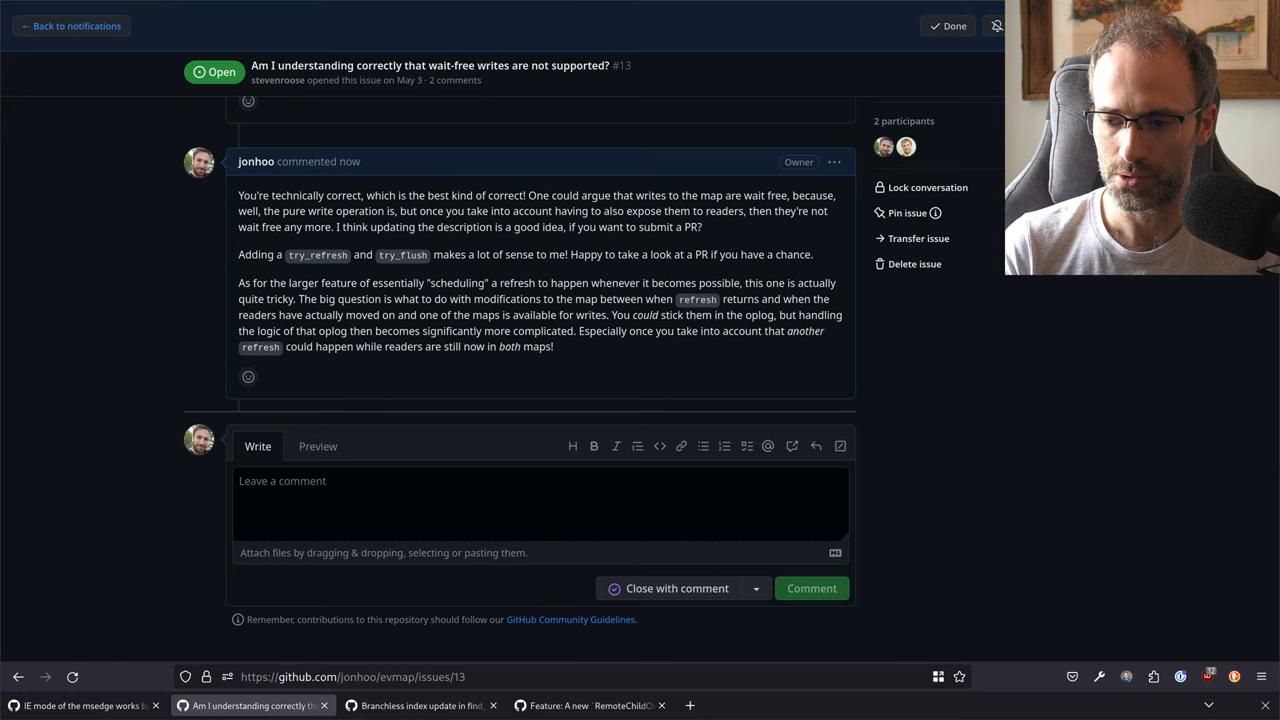 ← Back to notifications
Done
Open
Am I understanding correctly that wait-free writes are not supported? #13
stevenroose opened this issue on May 3 · 2 comments
2 participants
jonhoo commented now
Owner
Lock conversation
You're technically correct, which is the best kind of correct! One could argue that writes to the map are wait free, because,
well, the pure write operation is, but once you take into account having to also expose them to readers, then they're not
wait free any more. I think updating the description is a good idea, if you want to submit a PR?
Pin issue
Transfer issue
Adding a try_refresh and try_flush makes a lot of sense to me! Happy to take a look at a PR if you have a chance.
Delete issue
As for the larger feature of essentially "scheduling" a refresh to happen whenever it becomes possible, this one is actually
quite tricky. The big question is what to do with modifications to the map between when refresh returns and when the
readers have actually moved on and one of the maps is available for writes. You could stick them in the oplog, but handling
the logic of that oplog then becomes significantly more complicated. Especially once you take into account that another
refresh could happen while readers are still now in both maps!
Write
Preview
Leave a comment
Attach files by dragging & dropping, selecting or pasting them.
Close with comment
Comment
Remember, contributions to this repository should follow our GitHub Community Guidelines.
https://github.com/jonhoo/evmap/issues/13
12
IE mode of the msedge works b
Am I understanding correctly th
Branchless index update in find_
Feature: A new `RemoteChildO